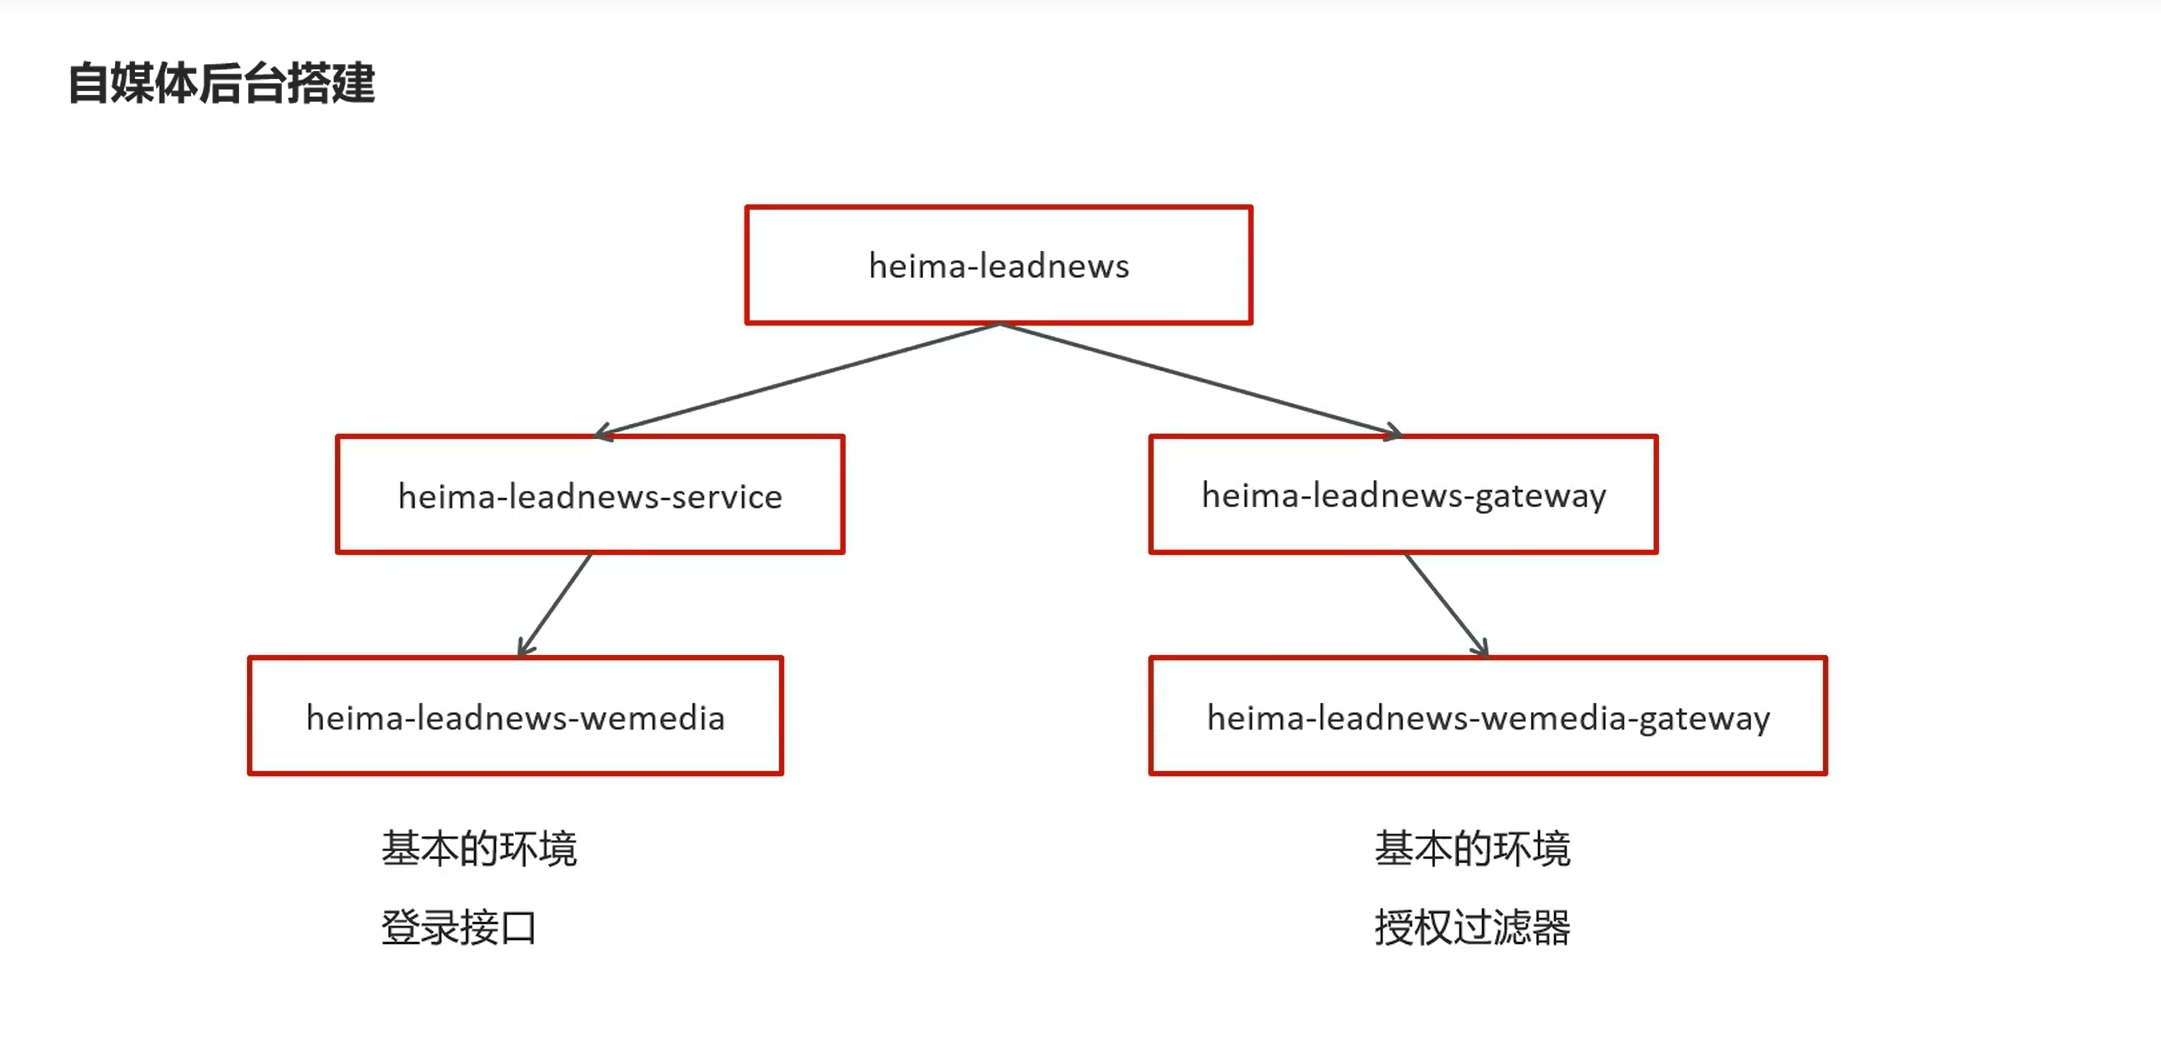 自媒体后台搭建
heima-leadnews
heima-leadnews-service
heima-leadnews-gateway
heima-leadnews-wemedia
heima-leadnews-wemedia-gateway
基本的环境
登录接口
基本的环境
授权过滤器